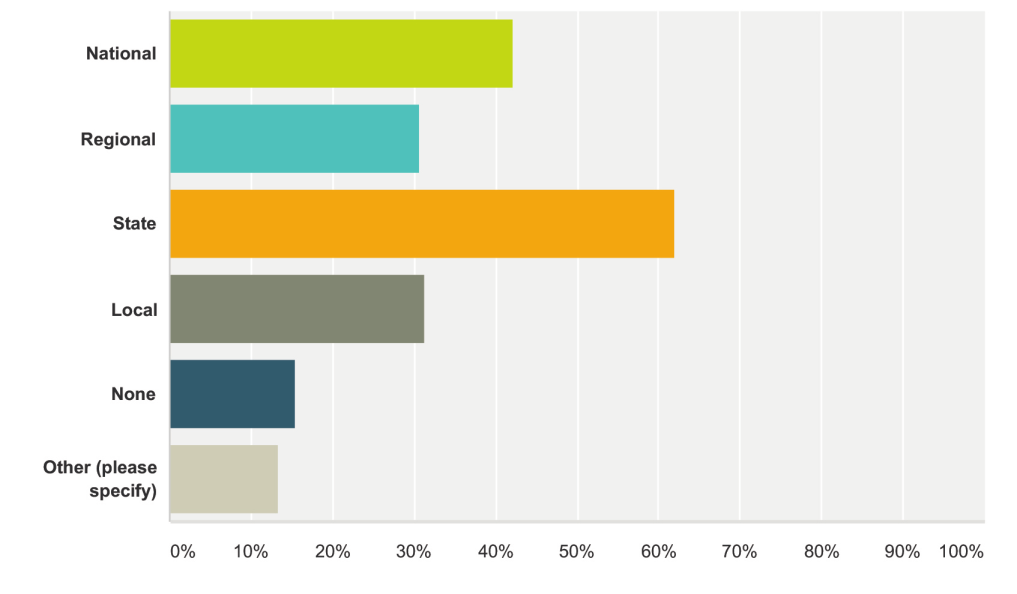 National
Regional
State
Local
None
Other (please
specify)
0% 10% 20% 30% 40% 50% 60% 70% 80% 90% 100%